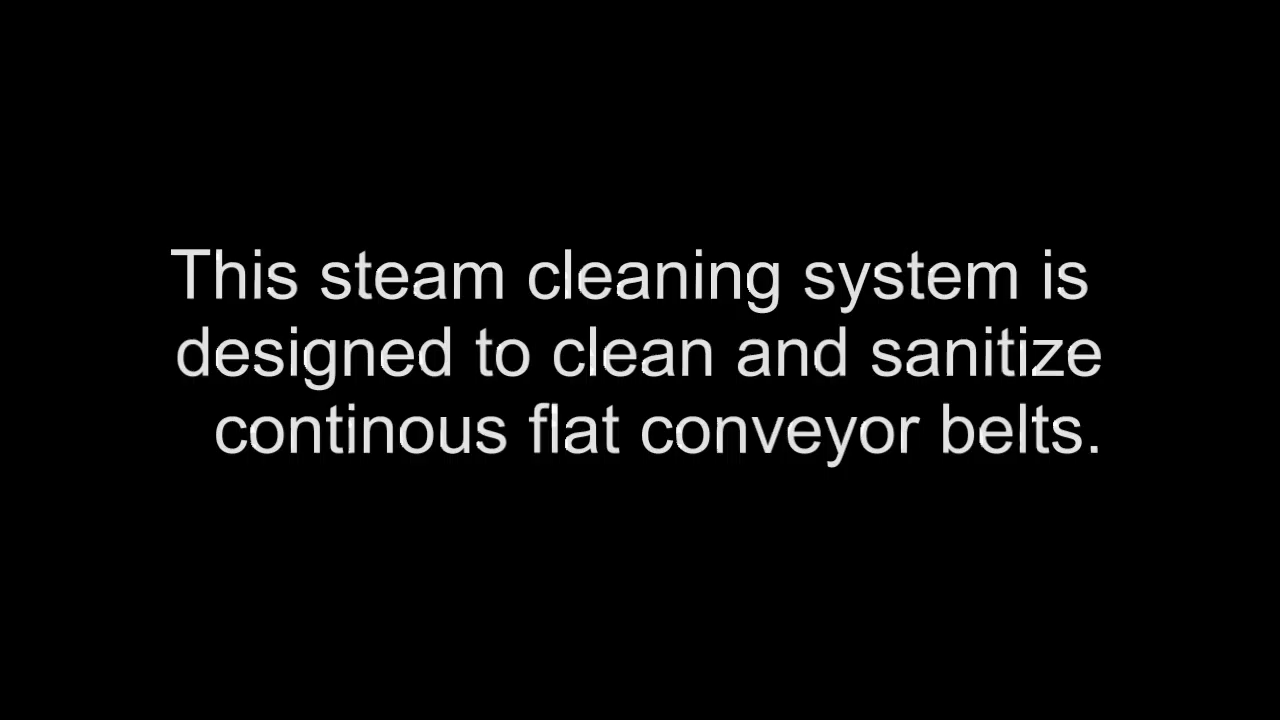 This steam cleaning system is
designed to clean and sanitize
continous flat conveyor belts.